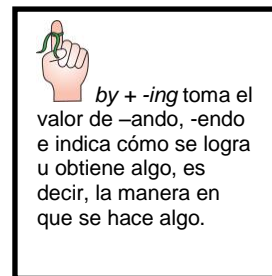 by + -ing toma el
valor de –ando, -endo
e indica cómo se logra
u obtiene algo, es
decir, la manera en
que se hace algo.